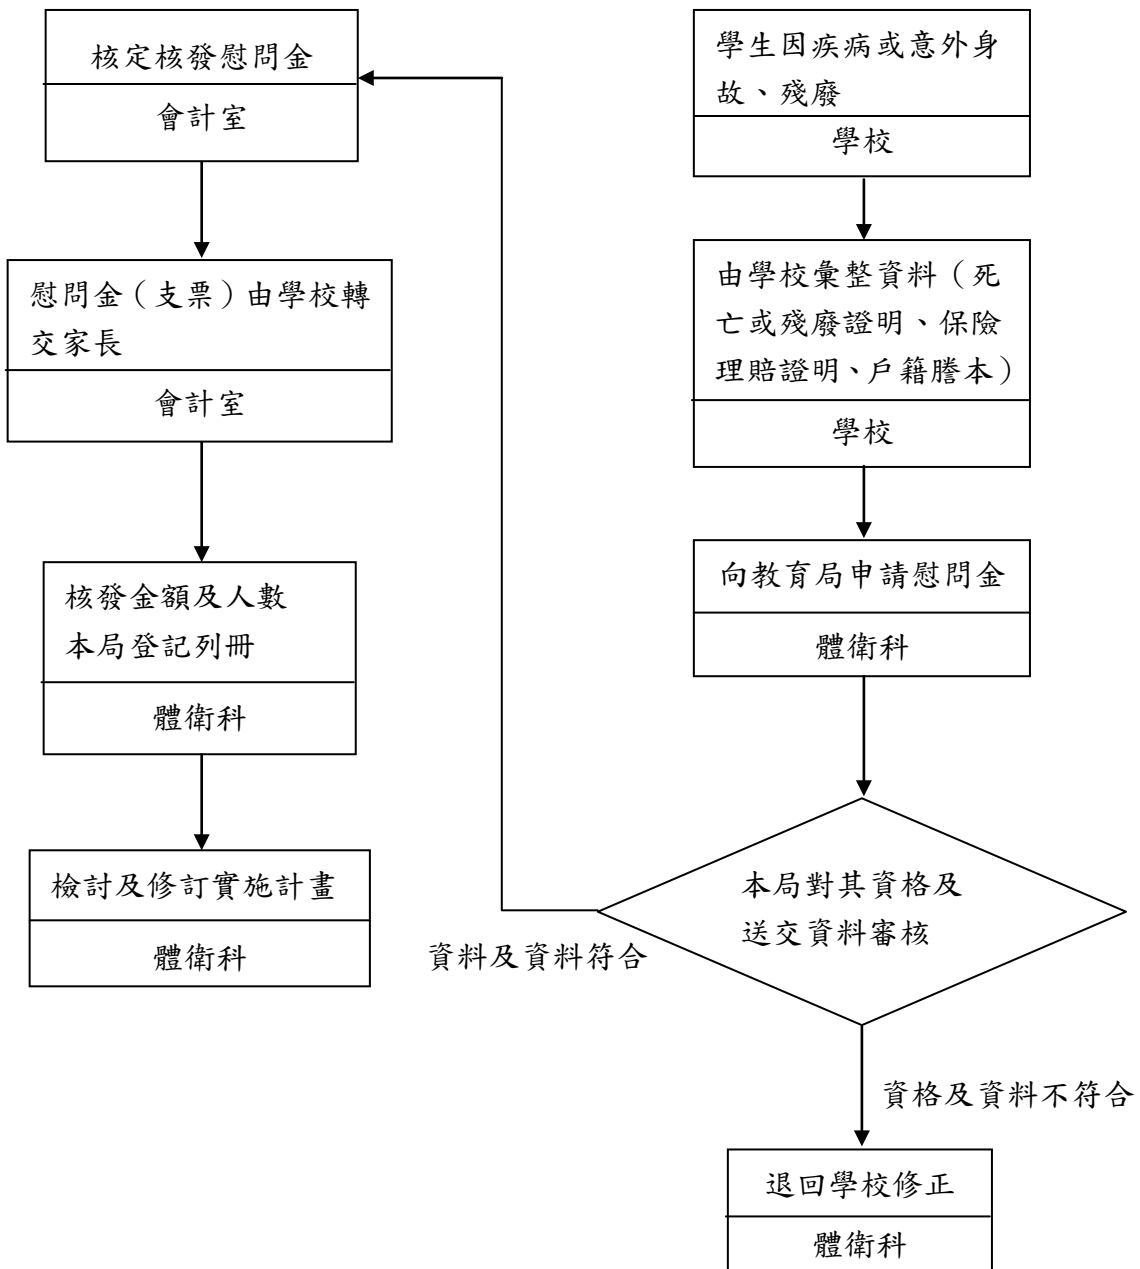 學生因疾病或意外身
故、殘廢
學校
由學校彙整資料（死
亡或殘廢證明、保險
理賠證明、戶籍謄本）
學校
向教育局申請慰問金
體衛科
本局對其資格及
送交資料審核
資格及資料不符合
退回學校修正
體衛科
資料及資料符合
核定核發慰問金
會計室
慰問金（支票）由學校轉
交家長
會計室
核發金額及人數
本局登記列冊
體衛科
檢討及修訂實施計畫
體衛科